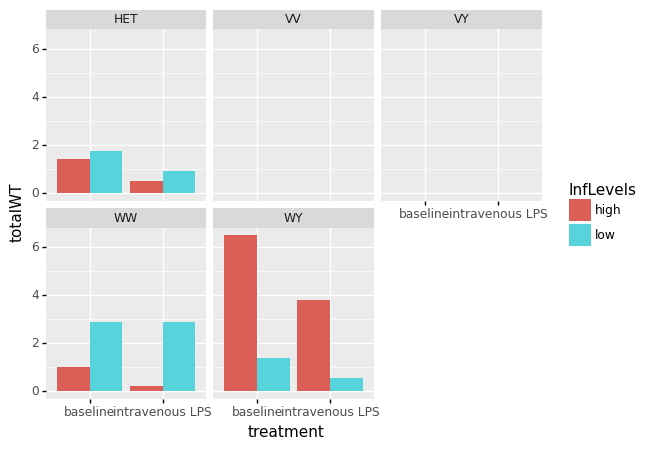 HET
VV
VY
6
4
2
0
baseline intravenous LPS
WW
WY
6
4
2
0
baseline intravenous LPS
baseline intravenous LPS
treatment
totalWT
InfLevels
high
low